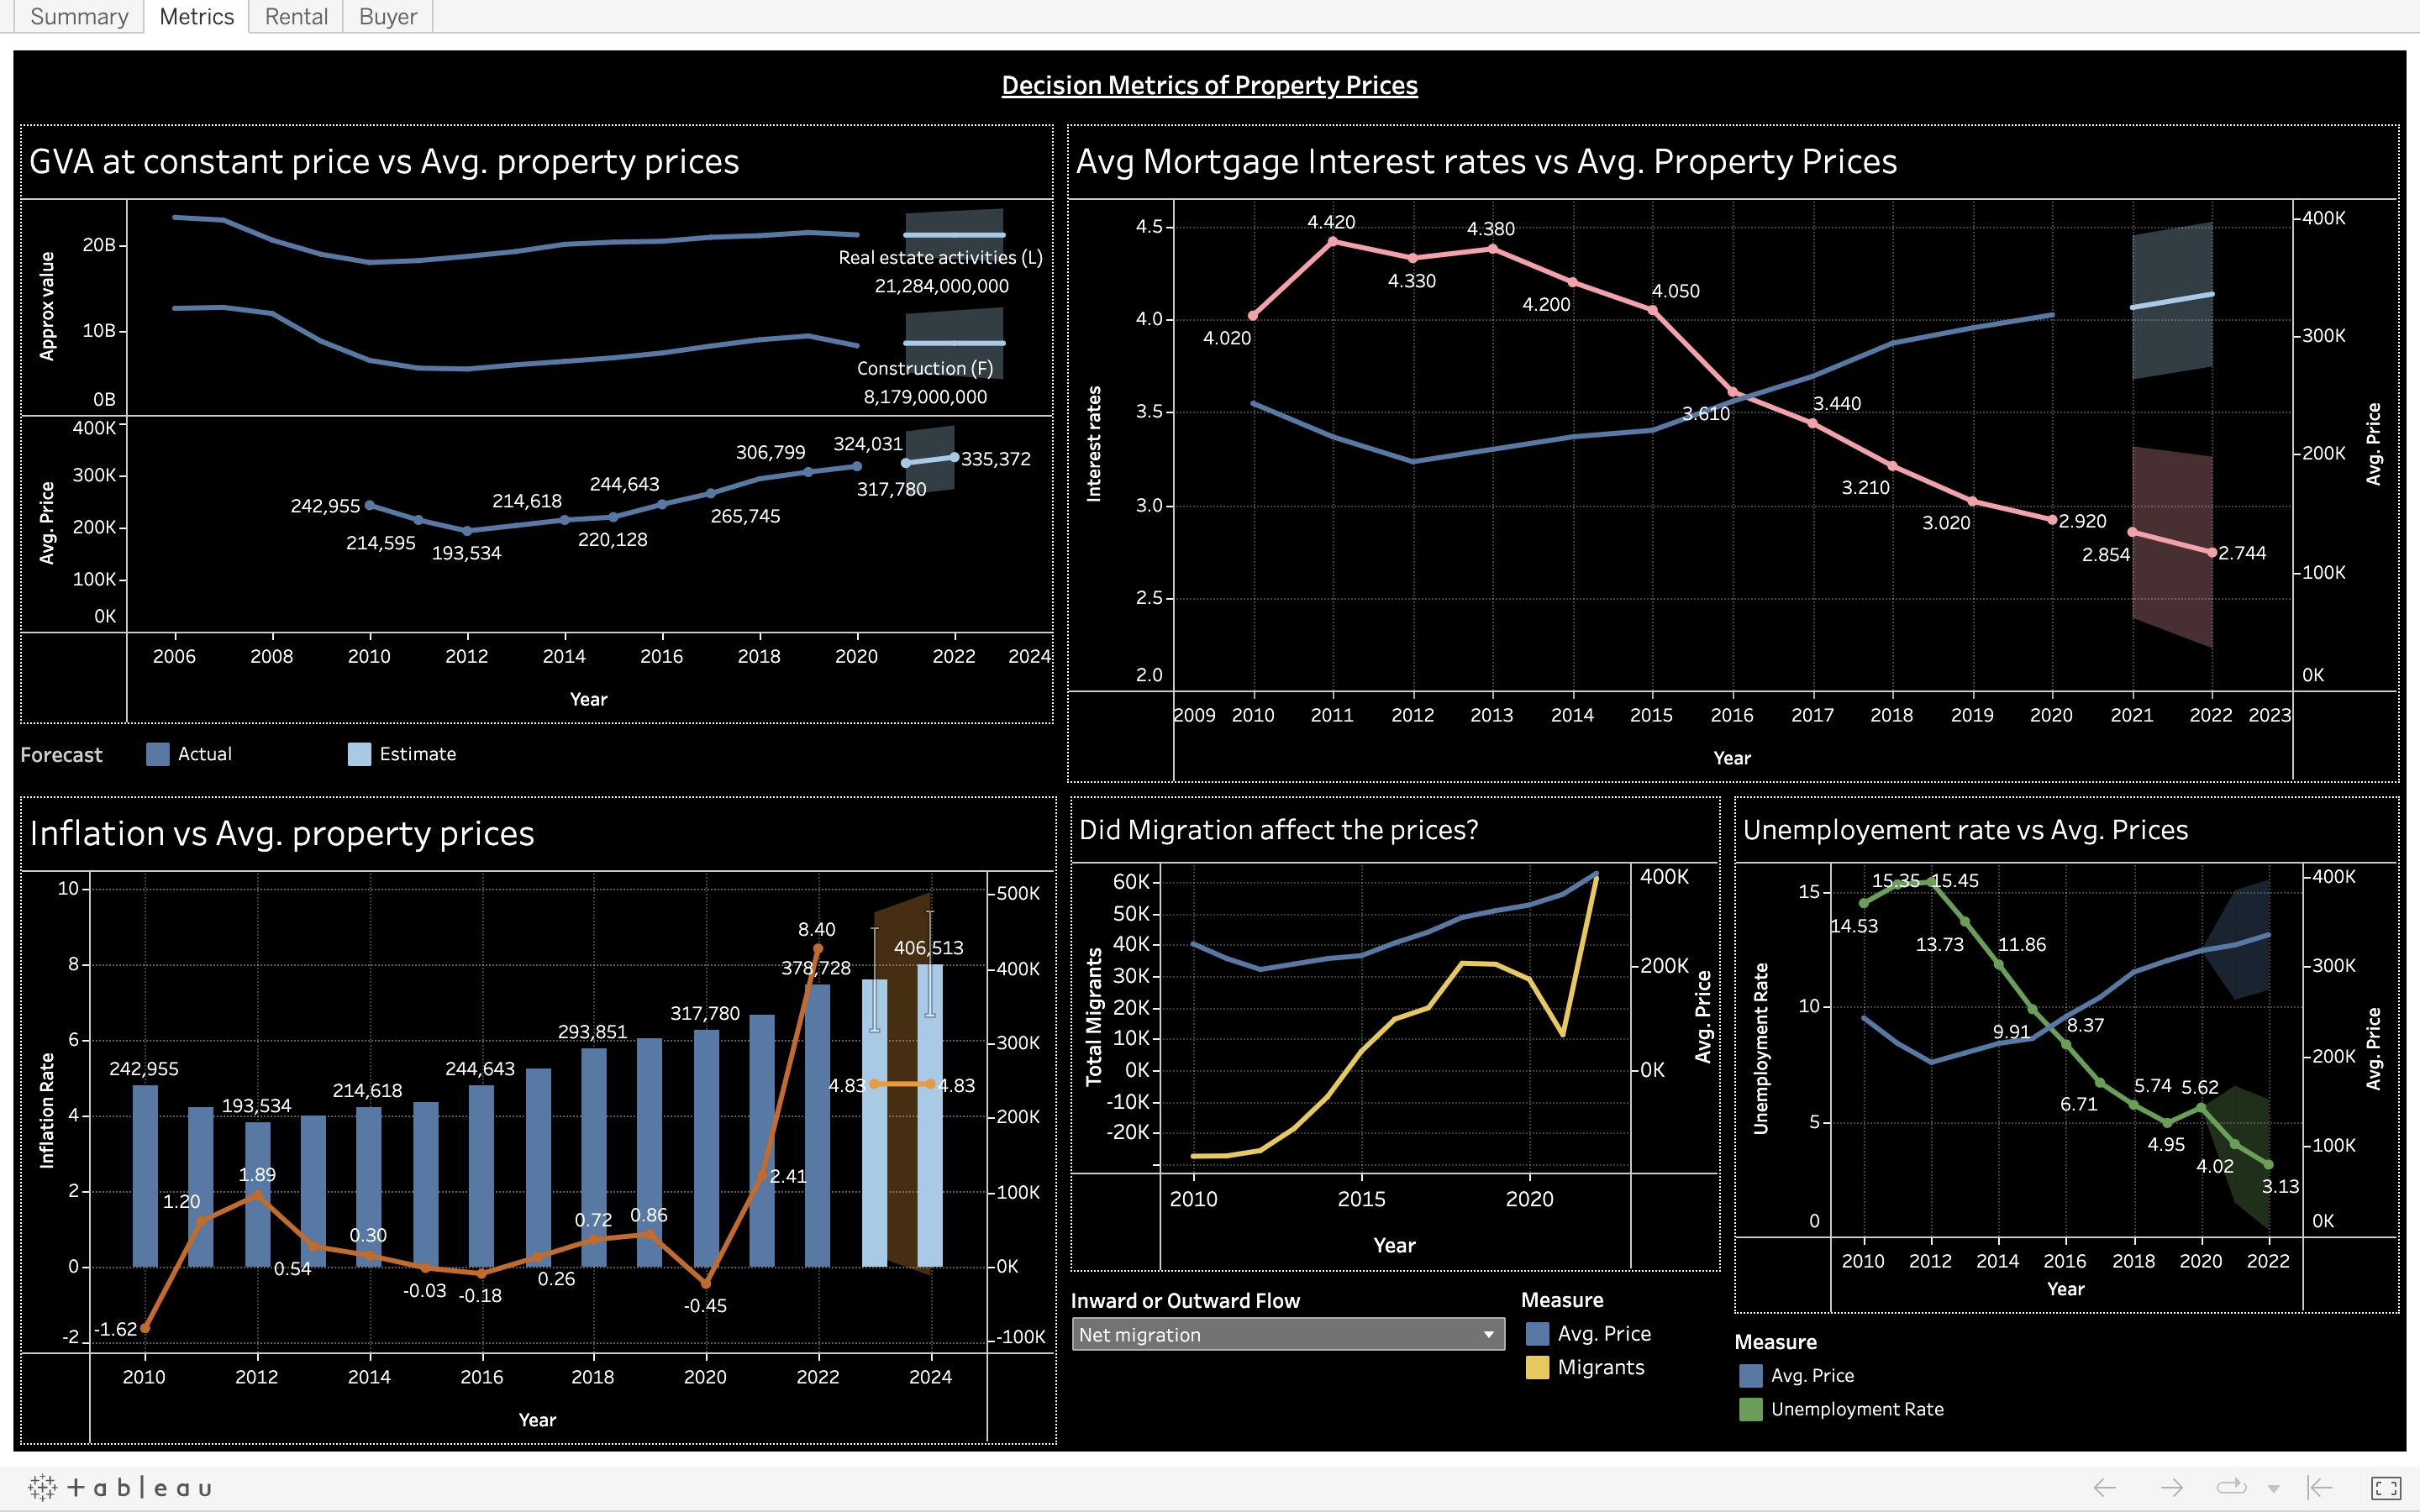 Summary
Metrics
Rental
Buyer
Decision Metrics of Property Prices
GVA at constant price vs Avg. property prices
Approx value
20B
10B
0B
Real estate activities (L)
21,284,000,000
Construction (F)
8,179,000,000
Avg. Price
400K
300K
200K
100K
0K
242,955
214,595
193,534
214,618
220,128
244,643
265,745
306,799
317,780
324,031
335,372
2006 2008 2010 2012 2014 2016 2018 2020 2022 2024
Year
Forecast
Actual
Estimate
Avg Mortgage Interest rates vs Avg. Property Prices
Interest rates
4.5
4.0
3.5
3.0
2.5
2.0
4.020
4.420
4.330
4.380
4.200
4.050
3.610
3.440
3.210
3.020
2.920
2.854
2.744
400K
300K
200K
100K
0K
Avg. Price
2009 2010 2011 2012 2013 2014 2015 2016 2017 2018 2019 2020 2021 2022 2023
Year
Inflation vs Avg. property prices
Inflation Rate
10
8
6
4
2
0
-2
242,955
193,534
214,618
244,643
293,851
317,780
378,728
406,513
-1.62
1.20
1.89
0.54
0.30
-0.03
-0.18
0.26
0.72
0.86
-0.45
2.41
8.40
4.83
4.83
500K
400K
300K
200K
100K
0K
-100K
2010 2012 2014 2016 2018 2020 2022 2024
Year
Did Migration affect the prices?
Total Migrants
60K
50K
40K
30K
20K
10K
0K
-10K
-20K
400K
200K
0K
Avg. Price
2010 2015 2020
Year
Inward or Outward Flow
Net migration
Measure
Avg. Price
Migrants
Unemployement rate vs Avg. Prices
Unemployment Rate
15
10
5
0
14.53
15.35
15.45
13.73
11.86
9.91
8.37
6.71
5.74
4.95
5.62
4.02
3.13
400K
300K
200K
100K
0K
Avg. Price
2010 2012 2014 2016 2018 2020 2022
Year
Measure
Avg. Price
Unemployment Rate
+ableau